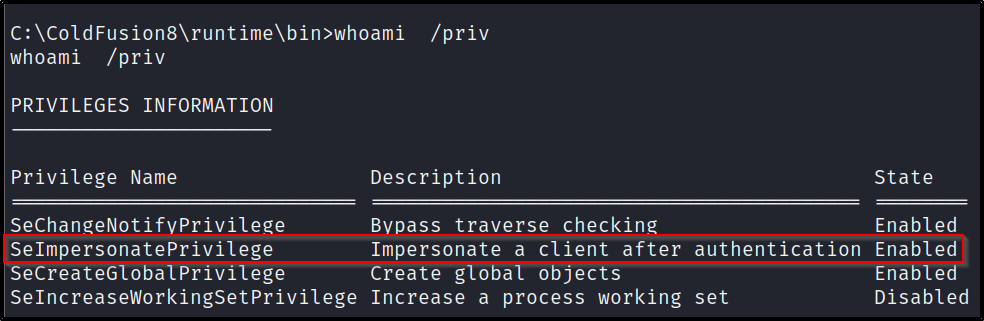 C:\ColdFusion8\runtime\bin>whoami  /priv
whoami  /priv
PRIVILEGES INFORMATION
----------------------
Privilege Name                Description                               State
============================= ========================================= ========
SeChangeNotifyPrivilege       Bypass traverse checking                  Enabled
SeImpersonatePrivilege        Impersonate a client after authentication Enabled
SeCreateGlobalPrivilege       Create global objects                     Enabled
SeIncreaseWorkingSetPrivilege Increase a process working set            Disabled